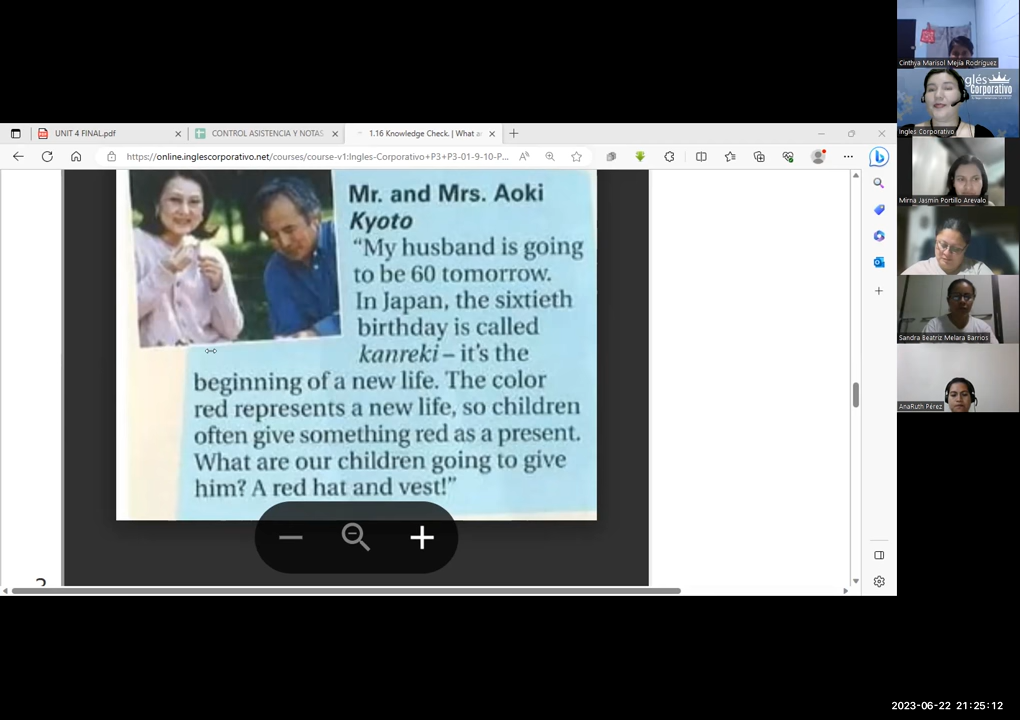 UNIT 4 FINAL.pdf
CONTROL ASISTENCIA Y NOTAS
1.16 Knowledge Check. | What a
https://online.inglescorporativo.net/courses/course-v1:Ingles-Corporativo+P3+P3-01-9-10-P...
Mr. and Mrs. Aoki
Kyoto
“My husband is going
to be 60 tomorrow.
In Japan, the sixtieth
birthday is called
kanreki – it’s the
beginning of a new life. The color
red represents a new life, so children
often give something red as a present.
What are our children going to give
him? A red hat and vest!”
Cinthya Marisol Mejía Rodriguez
glés
Corporativo
Ingles Corporativo
Mirna Jasmin Portillo Arevalo
Sandra Beatriz Melara Barrios
AnaRuth Pérez
2023-06-22 21:25:12